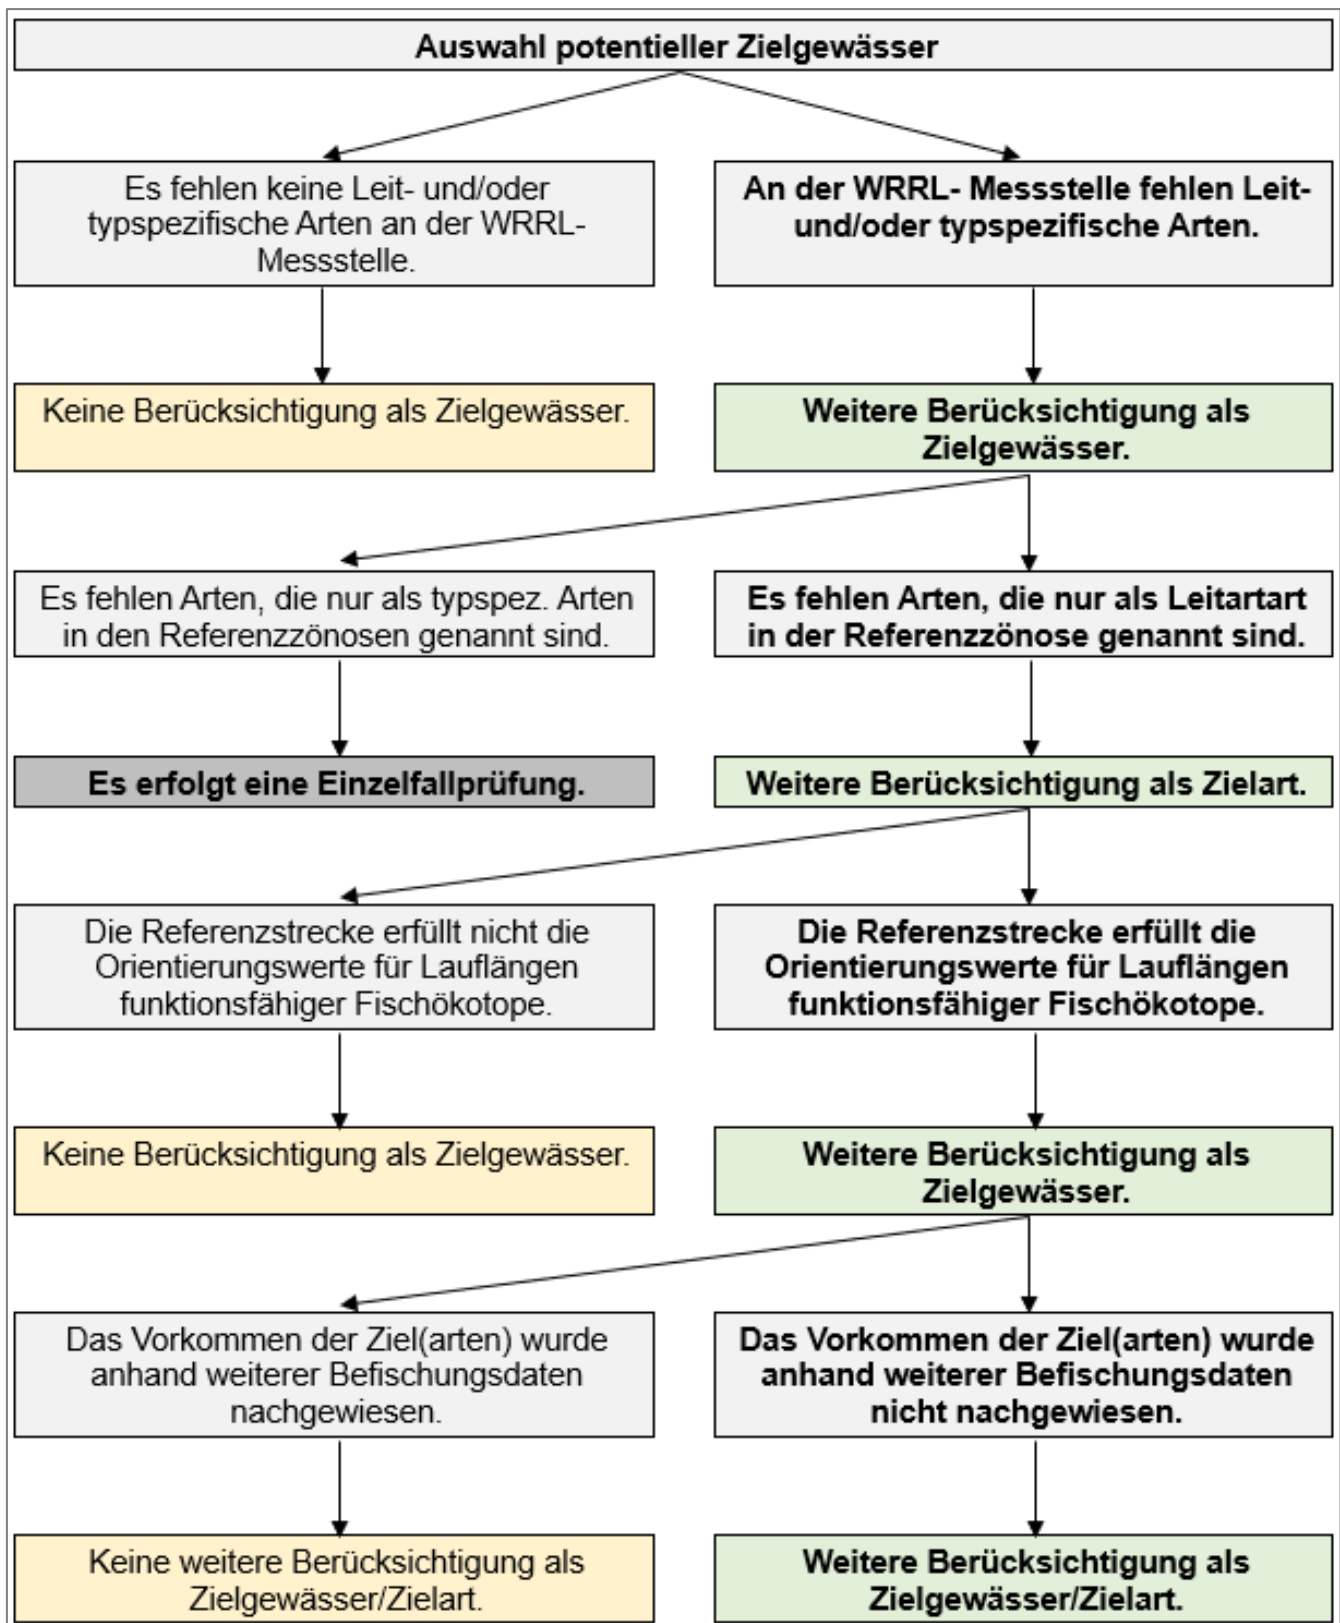 Auswahl potentieller Zielgewässer
Es fehlen keine Leit- und/oder
typspezifische Arten an der WRRL-
Messstelle.
An der WRRL- Messstelle fehlen Leit-
und/oder typspezifische Arten.
Keine Berücksichtigung als Zielgewässer.
Weitere Berücksichtigung als
Zielgewässer.
Es fehlen Arten, die nur als typspez. Arten
in den Referenzzönosen genannt sind.
Es fehlen Arten, die nur als Leitartart
in der Referenzzönose genannt sind.
Es erfolgt eine Einzelfallprüfung.
Weitere Berücksichtigung als Zielart.
Die Referenzstrecke erfüllt nicht die
Orientierungswerte für Lauflängen
funktionsfähiger Fischökotope.
Die Referenzstrecke erfüllt die
Orientierungswerte für Lauflängen
funktionsfähiger Fischökotope.
Keine Berücksichtigung als Zielgewässer.
Weitere Berücksichtigung als
Zielgewässer.
Das Vorkommen der Ziel(arten) wurde
anhand weiterer Befischungsdaten
nachgewiesen.
Das Vorkommen der Ziel(arten) wurde
anhand weiterer Befischungsdaten
nicht nachgewiesen.
Keine weitere Berücksichtigung als
Zielgewässer/Zielart.
Weitere Berücksichtigung als
Zielgewässer/Zielart.